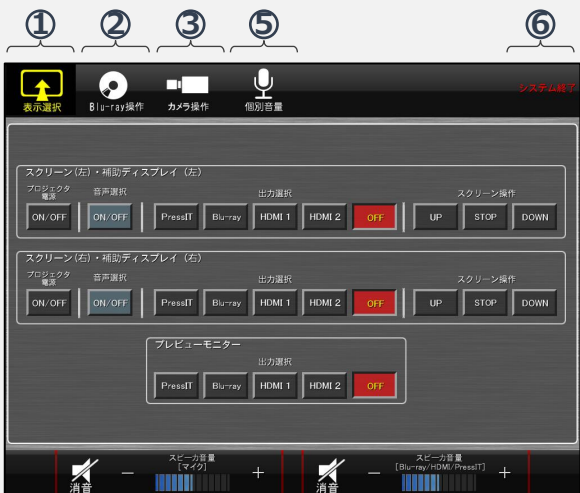 ① ② ③ ⑤ ⑥
表示選択 Blu-ray操作 カメラ操作 個別音量 システム終了
スクリーン(左)・補助ディスプレイ(左)
プロジェクタ
電源 音声選択 出力選択 スクリーン操作
ON/OFF ON/OFF PressIT Blu-ray HDMI 1 HDMI 2 OFF UP STOP DOWN
スクリーン(右)・補助ディスプレイ(右)
プロジェクタ
電源 音声選択 出力選択 スクリーン操作
ON/OFF ON/OFF PressIT Blu-ray HDMI 1 HDMI 2 OFF UP STOP DOWN
プレビューモニター
出力選択
PressIT Blu-ray HDMI 1 HDMI 2 OFF
スピーカ音量 スピーカ音量
[マイク] [Blu-ray/HDMI/PressIT]
消音 − + 消音 − +